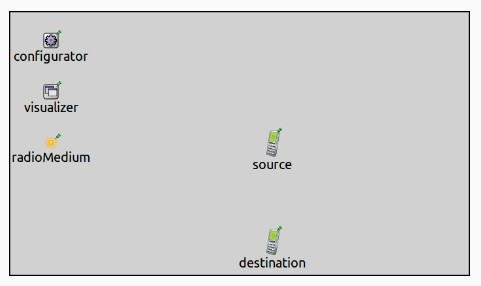 configurator
visualizer
radioMedium
source
destination